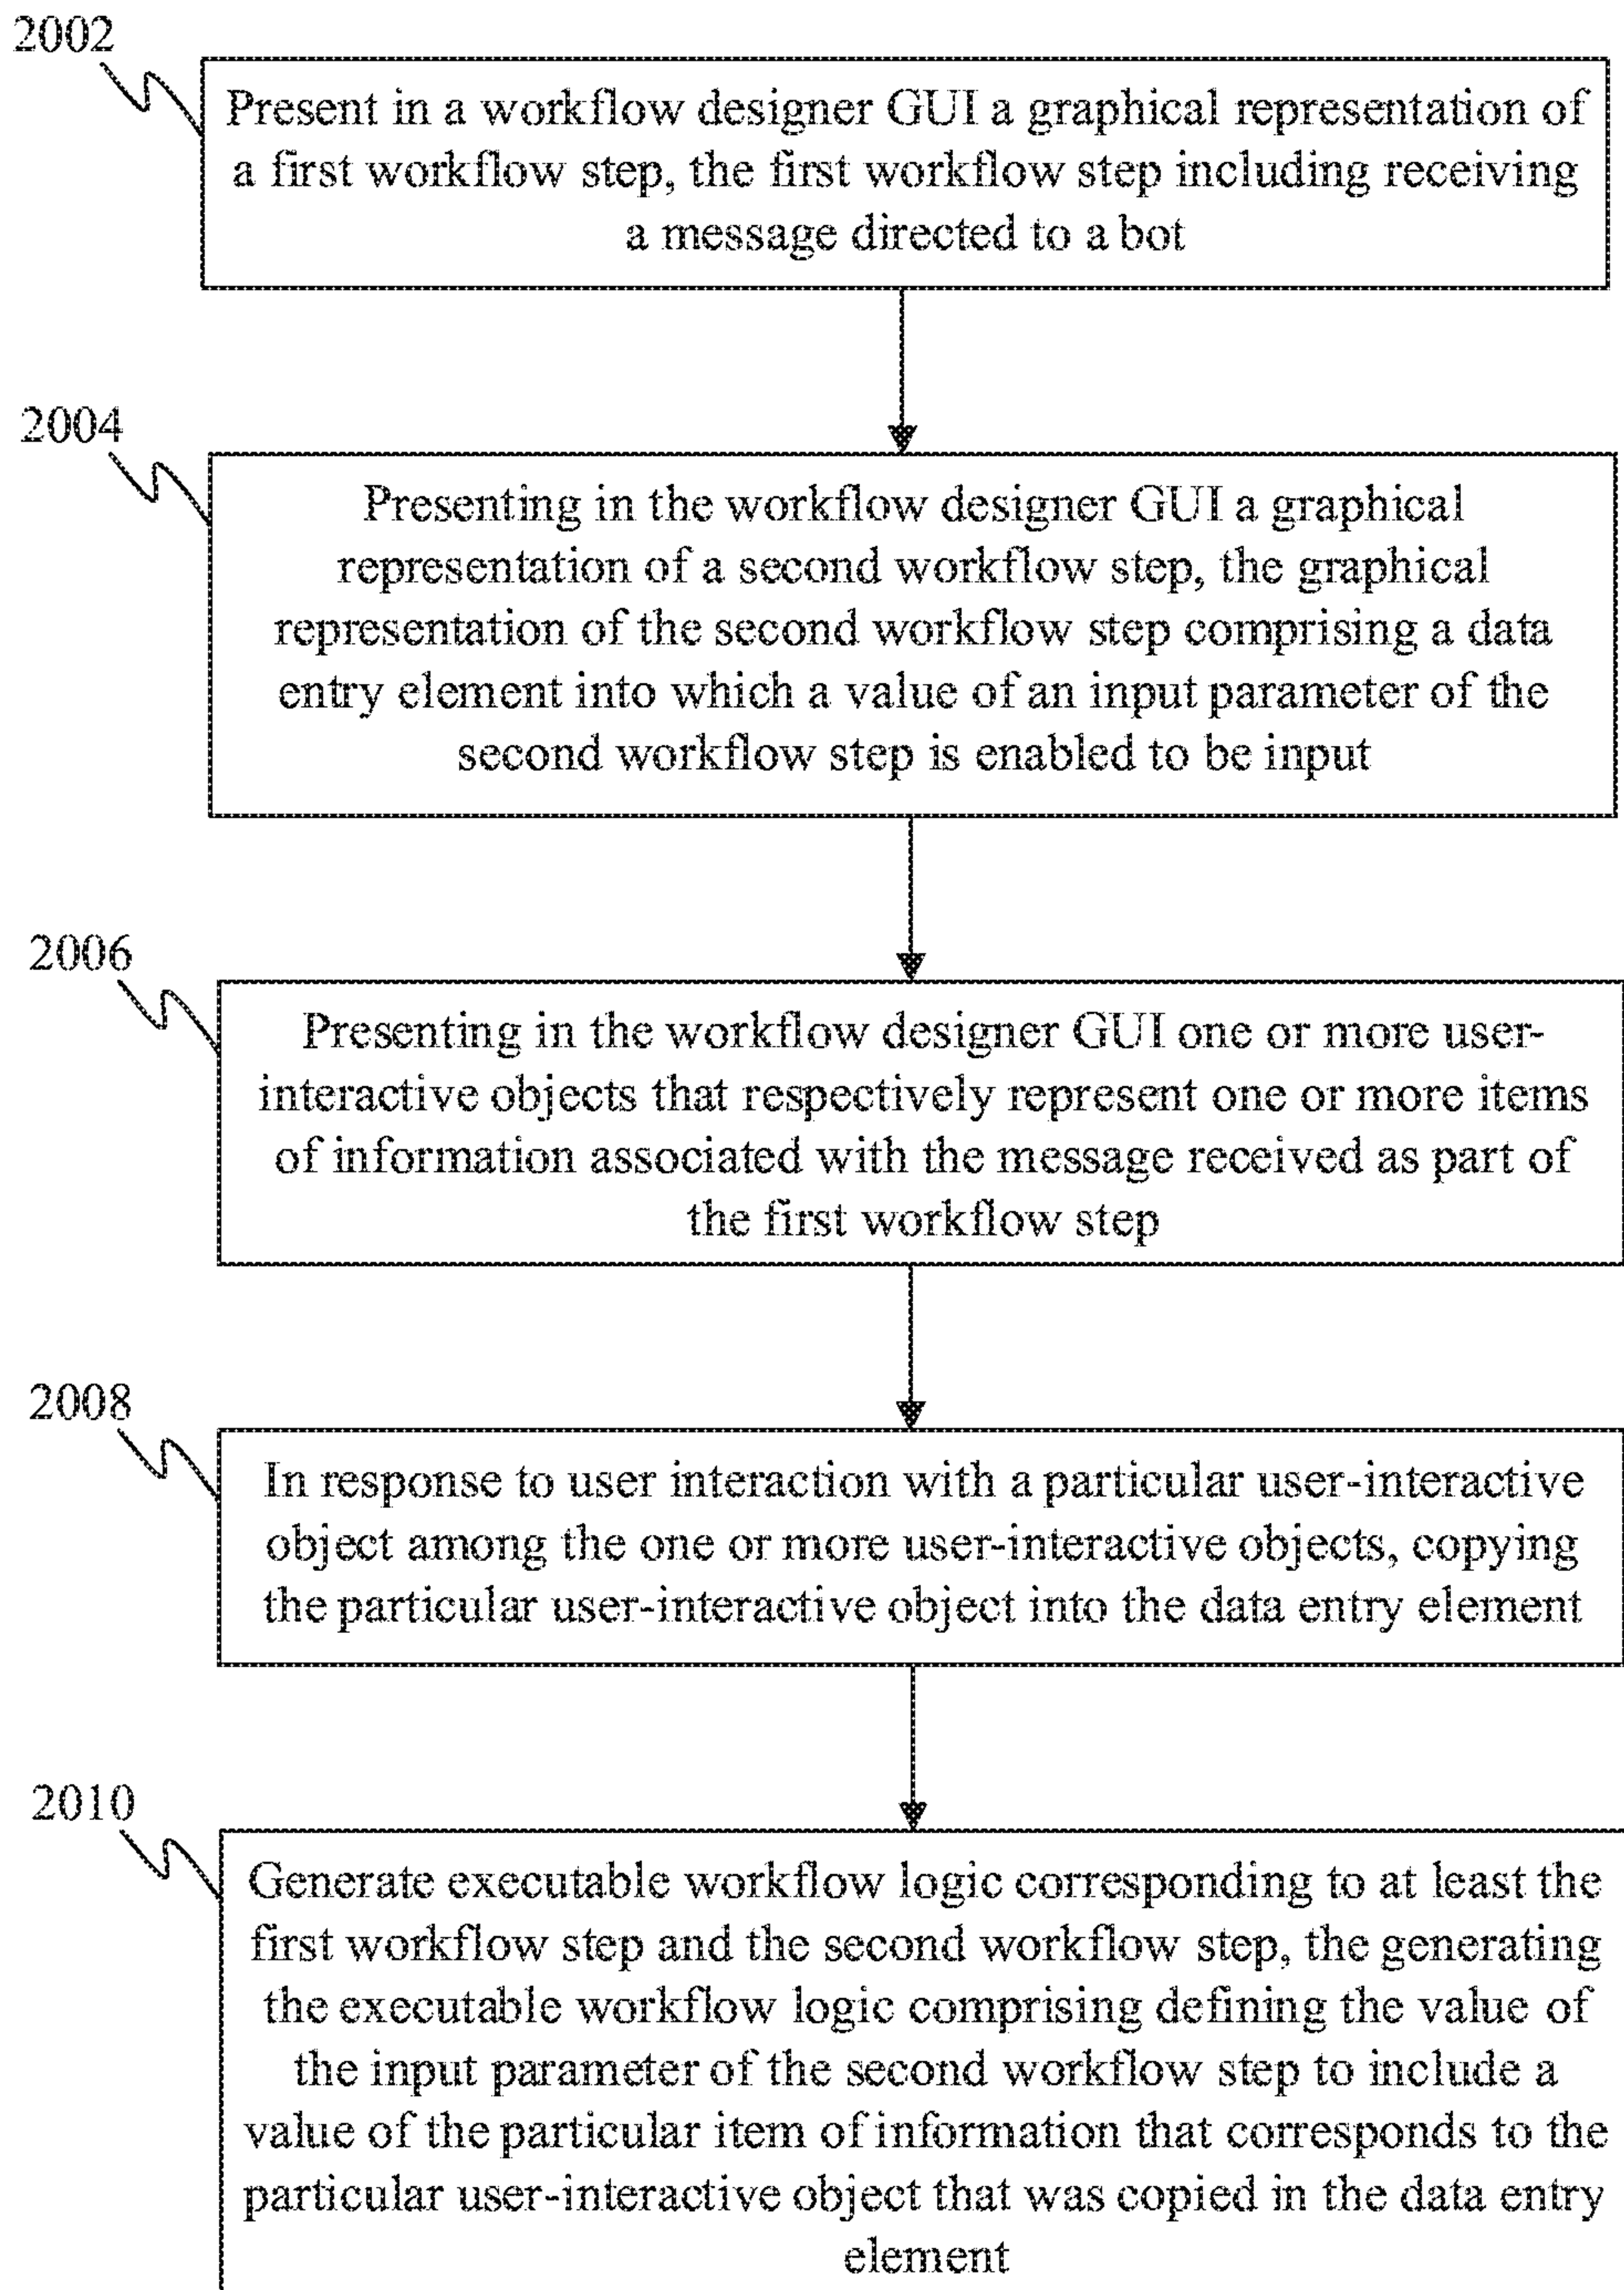 2002
Present in a workflow designer GUI a graphical representation of
a first workflow step, the first workflow step including receiving
a message directed to a bot
2004
Presenting in the workflow designer GUI a graphical
representation of a second workflow step, the graphical
representation of the second workflow step comprising a data
entry element into which a value of an input parameter of the
second workflow step is enabled to be input
2006
Presenting in the workflow designer GUI one or more user-
interactive objects that respectively represent one or more items
of information associated with the message received as part of
the first workflow step
2008
In response to user interaction with a particular user-interactive
object among the one or more user-interactive objects, copying
the particular user-interactive object into the data entry element
2010
Generate executable workflow logic corresponding to at least the
first workflow step and the second workflow step, the generating
the executable workflow logic comprising defining the value of
the input parameter of the second workflow step to include a
value of the particular item of information that corresponds to the
particular user-interactive object that was copied in the data entry
element